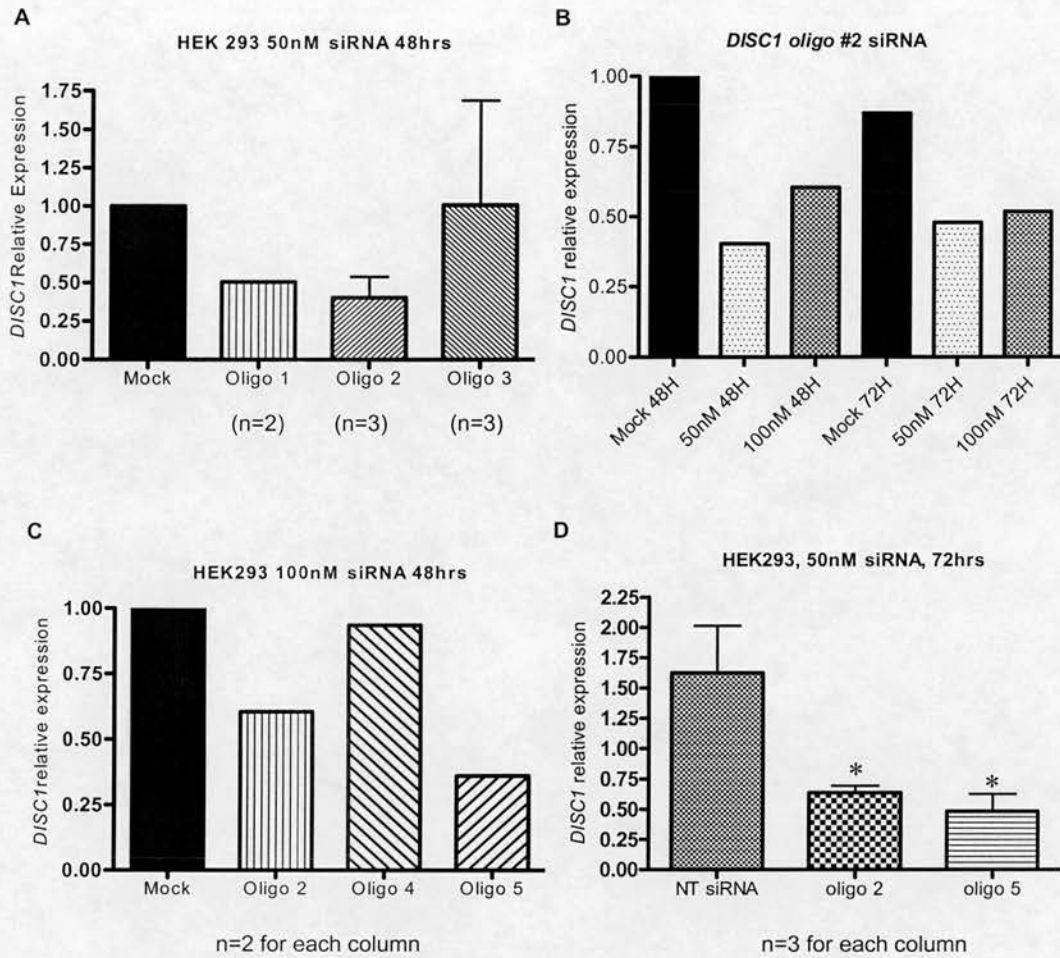 A
HEK 293 50nM siRNA 48hrs
DISC1 Relative Expression
1.75
1.50
1.25
1.00
0.75
0.50
0.25
0.00
Mock
Oligo 1
Oligo 2
Oligo 3
(n=2)
(n=3)
(n=3)
B
DISC1 oligo #2 siRNA
DISC1 relative expression
1.00
0.75
0.50
0.25
0.00
Mock 48H
50nM 48H
100nM 48H
Mock 72H
50nM 72H
100nM 72H
C
HEK293 100nM siRNA 48hrs
DISC1 relative expression
1.00
0.75
0.50
0.25
0.00
Mock
Oligo 2
Oligo 4
Oligo 5
n=2 for each column
D
HEK293, 50nM siRNA, 72hrs
DISC1 relative expression
2.25
2.00
1.75
1.50
1.25
1.00
0.75
0.50
0.25
0.00
*
*
NT siRNA
oligo 2
oligo 5
n=3 for each column